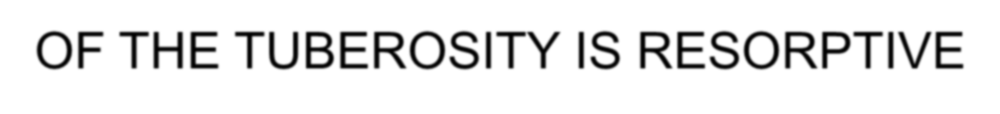 OF THE TUBEROSITY IS RESORPTIVE